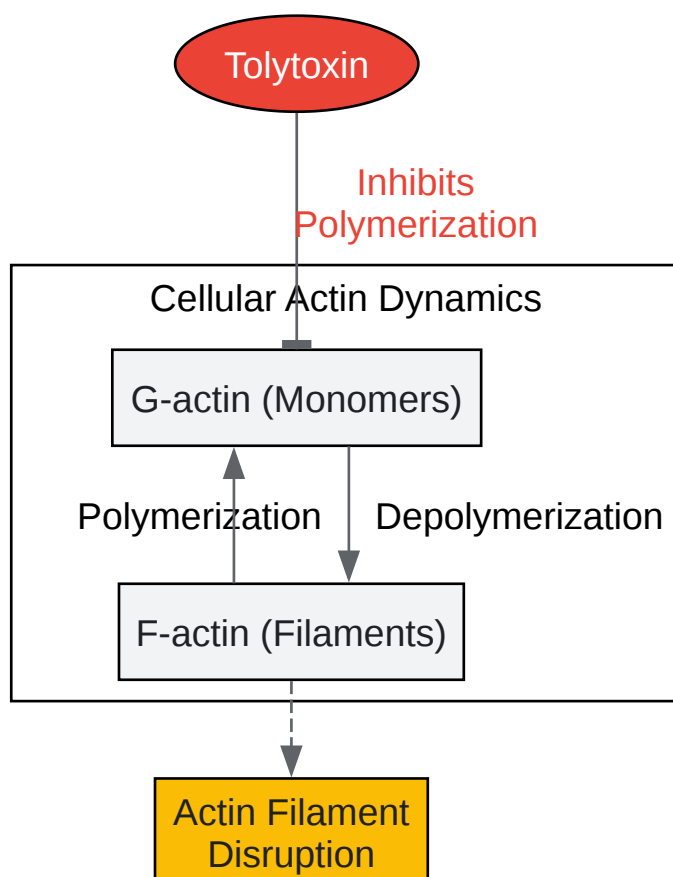 Tolytoxin
Inhibits
Polymerization
Cellular Actin Dynamics
G-actin (Monomers)
Polymerization
Depolymerization
F-actin (Filaments)
Actin Filament
Disruption